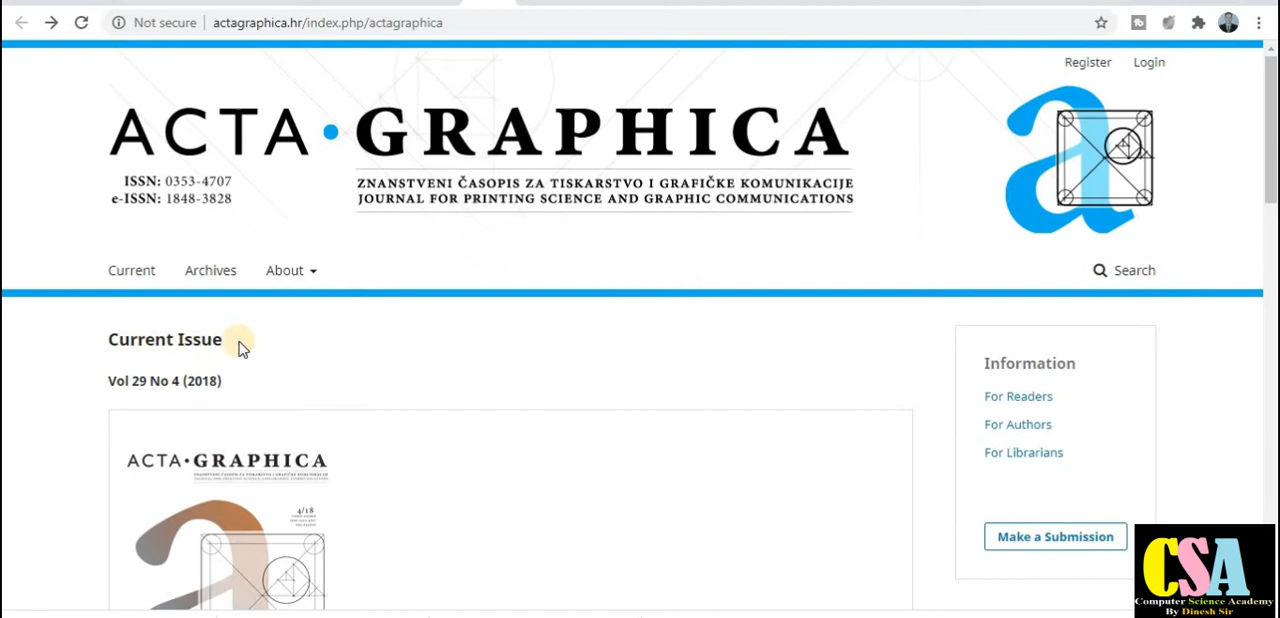 Not secure
actagraphica.hr/index.php/actagraphica
Register
Login
ACTA•GRAPHICA
ISSN: 0353-4707
e-ISSN: 1848-3828
ZNANSTVENI ČASOPIS ZA TISKARSTVO I GRAFIČKE KOMUNIKACIJE
JOURNAL FOR PRINTING SCIENCE AND GRAPHIC COMMUNICATIONS
Current
Archives
About
Search
Current Issue
Vol 29 No 4 (2018)
ACTA•GRAPHICA
4/18
Information
For Readers
For Authors
For Librarians
Make a Submission
CSA
Computer Science Academy
By Dinesh Sir